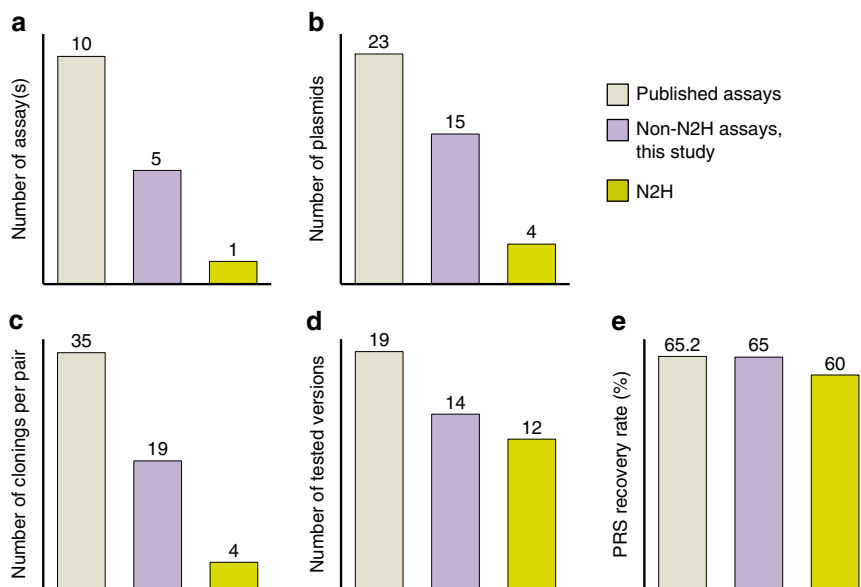 a
Number of assay(s)
10
5
1
b
Number of plasmids
23
15
4
Published assays
Non-N2H assays,
this study
N2H
c
Number of clonings per pair
35
19
4
d
Number of tested versions
19
14
12
e
PRS recovery rate (%)
65.2
65
60